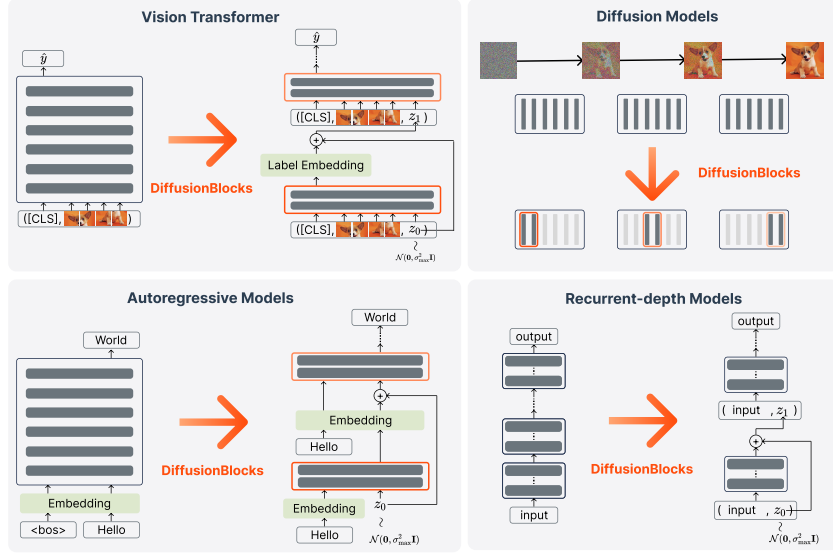 Vision Transformer
ŷ
DiffusionBlocks
([CLS], )
ŷ
([CLS], , z₁ )
+
Label Embedding
([CLS], , z₀ )
~
𝒩(𝟎, σ²maxI)
Diffusion Models
DiffusionBlocks
Autoregressive Models
World
Embedding
<bos>
Hello
DiffusionBlocks
World
+
Embedding
Hello
Embedding
z₀
Hello
~
𝒩(𝟎, σ²maxI)
Recurrent-depth Models
output
input
DiffusionBlocks
output
( input , z₁ )
+
( input , z₀ )
~
𝒩(𝟎, σ²maxI)